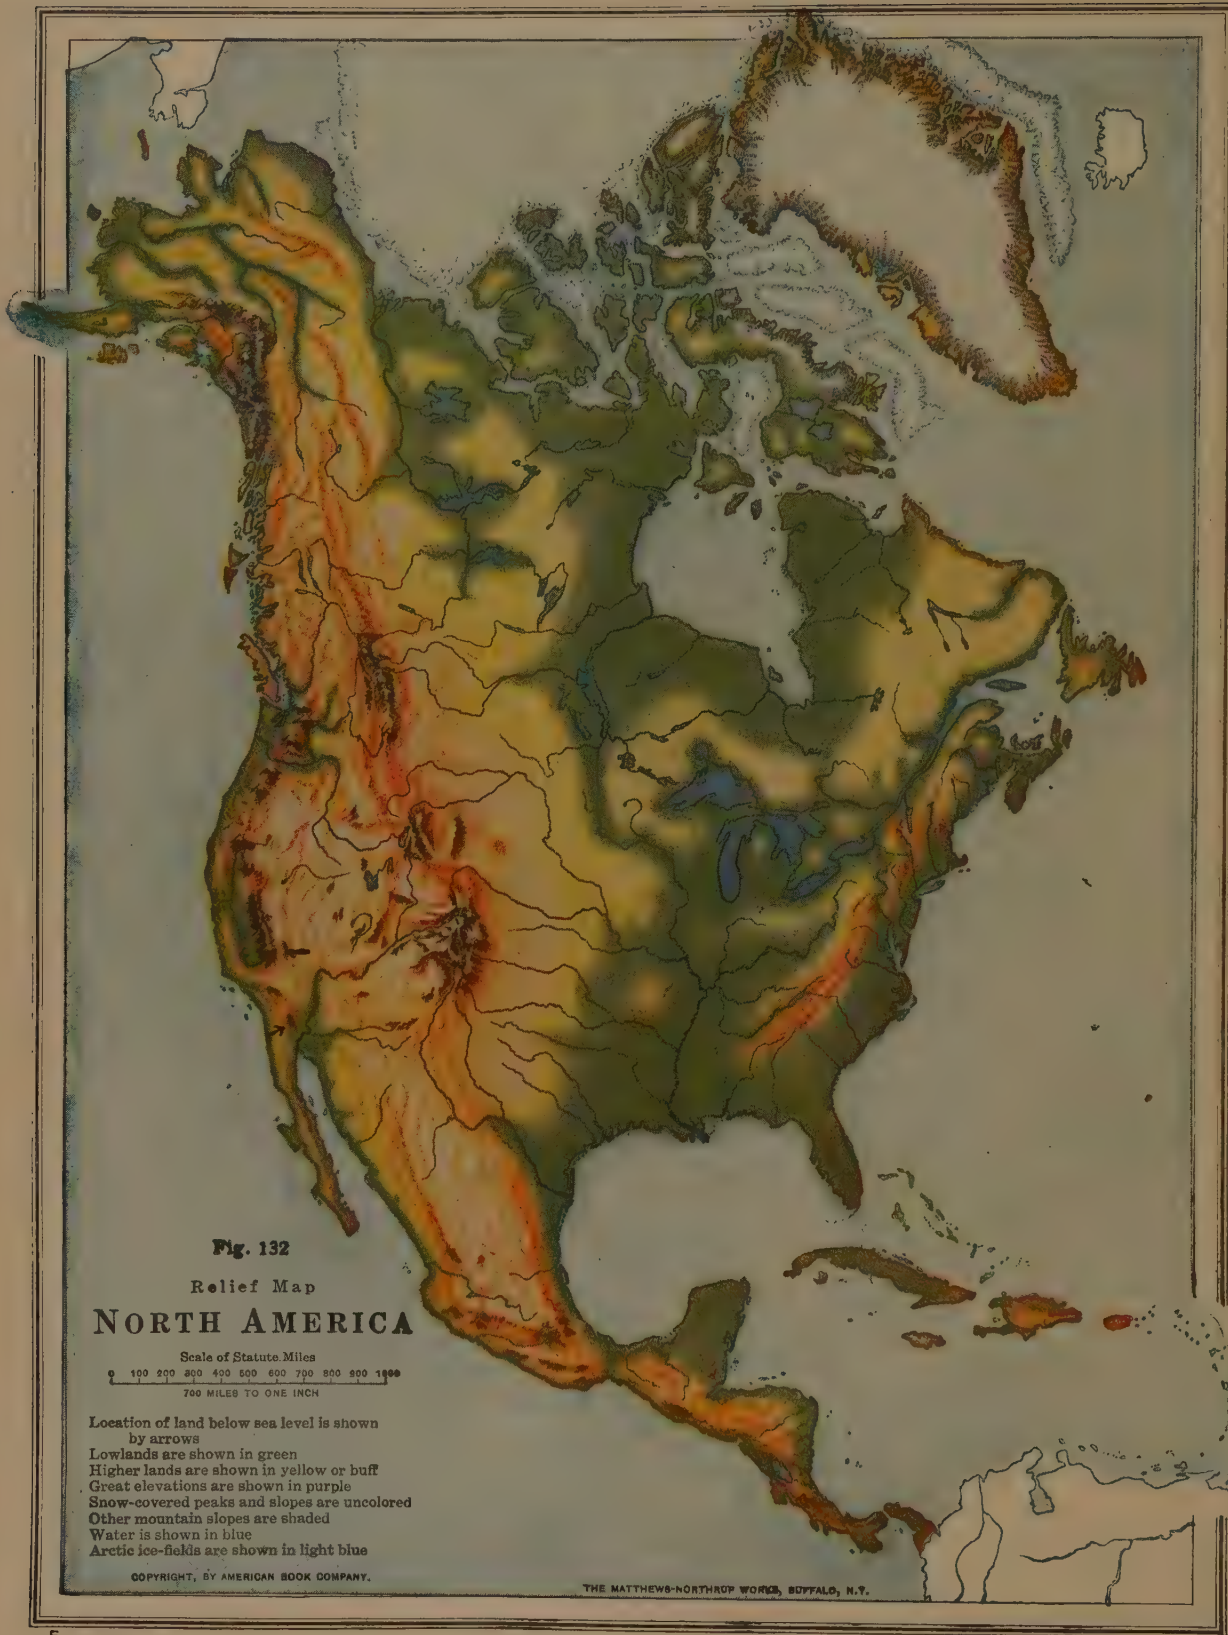 Fig. 132
Relief Map
NORTH AMERICA
Scale of Statute Miles
0 100 200 300 400 500 600 700 800 900 1000
700 MILES TO ONE INCH
Location of land below sea level is shown
by arrows
Lowlands are shown in green
Higher lands are shown in yellow or buff
Great elevations are shown in purple
Snow-covered peaks and slopes are uncolored
Other mountain slopes are shaded
Water is shown in blue
Arctic ice-fields are shown in light blue
COPYRIGHT, BY AMERICAN BOOK COMPANY.
THE MATTHEWS-NORTHRUP WORKS, BUFFALO, N.Y.